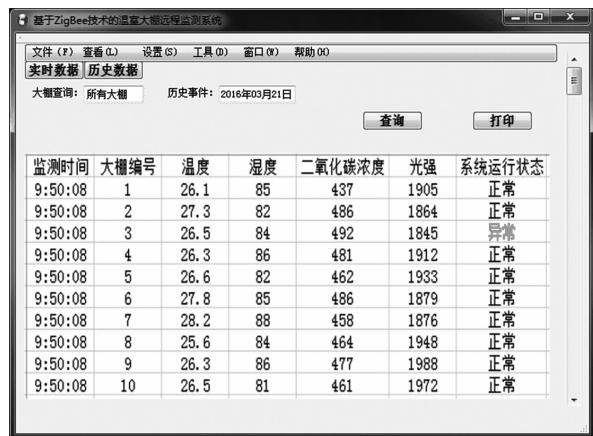 基于ZigBee技术的温室大棚远程监测系统
文件(F) 查看(L) 设置(S) 工具(D) 窗口(W) 帮助(H)
实时数据 历史数据
大棚查询: 所有大棚 历史事件: 2016年03月21日
查询 打印
监测时间 大棚编号 温度 湿度 二氧化碳浓度 光强 系统运行状态
9:50:08 1 26.1 85 437 1905 正常
9:50:08 2 27.3 82 486 1864 正常
9:50:08 3 26.5 84 492 1845 异常
9:50:08 4 26.3 86 481 1912 正常
9:50:08 5 26.6 82 462 1933 正常
9:50:08 6 27.8 85 486 1879 正常
9:50:08 7 28.2 88 458 1876 正常
9:50:08 8 25.6 84 464 1948 正常
9:50:08 9 26.3 86 477 1988 正常
9:50:08 10 26.5 81 461 1972 正常